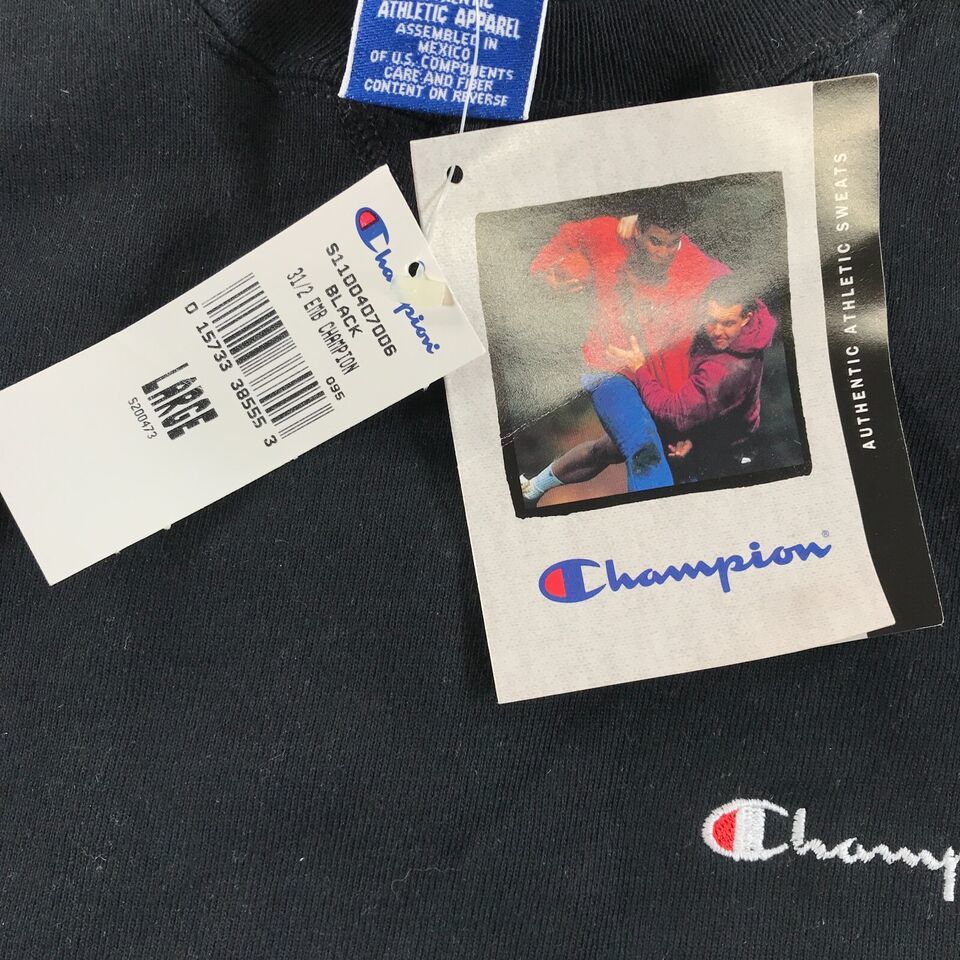 ATHLETIC APPAREL
ASSEMBLED IN
MEXICO
OF U.S. COMPONENTS
CARE AND FIBER
CONTENT ON REVERSE
Champion
S1100407006
BLACK
31/2 EMB CHAMPION
095
0 15733 38555 3
LARGE
S200473
AUTHENTIC ATHLETIC SWEATS
Champion®
Champ